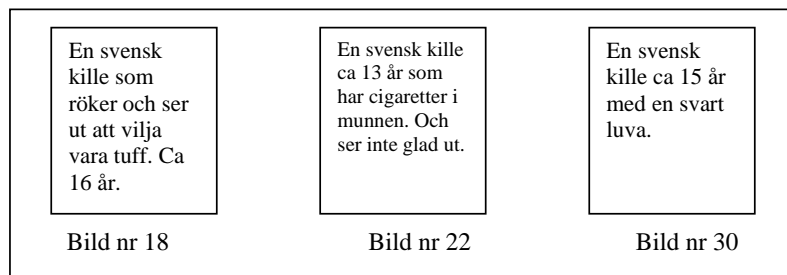 En svensk
kille som
röker och ser
ut att vilja
vara tuff. Ca
16 år.
Bild nr 18
En svensk kille
ca 13 år som
har cigaretter i
munnen. Och
ser inte glad ut.
Bild nr 22
En svensk
kille ca 15 år
med en svart
luva.
Bild nr 30